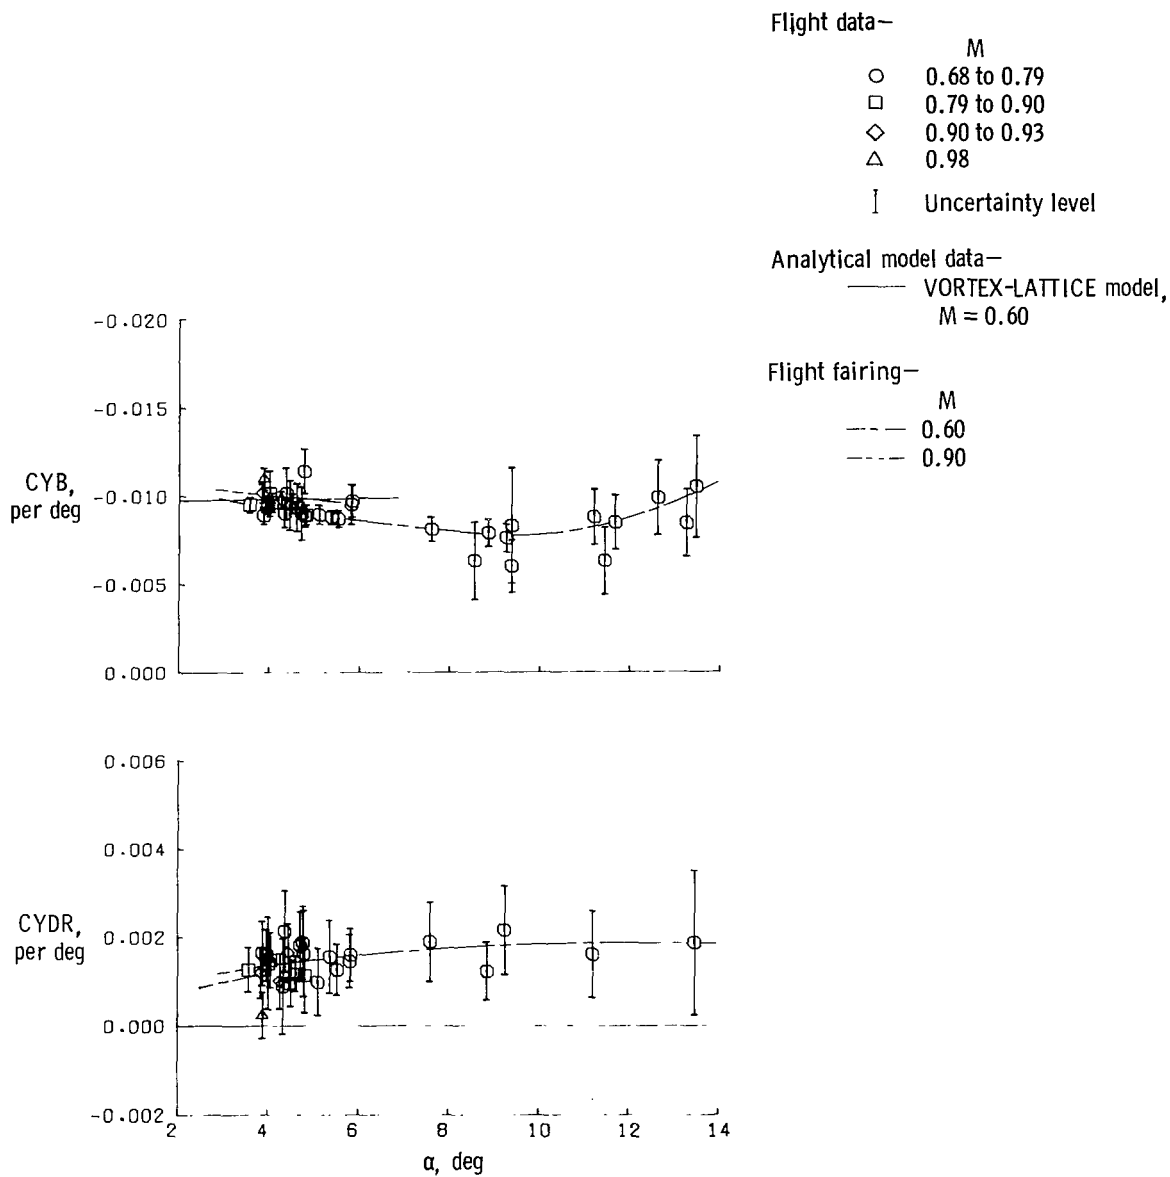 Flight data—
M
0.68 to 0.79
0.79 to 0.90
0.90 to 0.93
0.98
Uncertainty level
Analytical model data—
VORTEX-LATTICE model,
M = 0.60
Flight fairing—
M
0.60
0.90
-0.020
-0.015
-0.010
-0.005
0.000
CYB,
per deg
0.006
0.004
0.002
0.000
-0.002
CYDR,
per deg
2 4 6 8 10 12 14
α, deg